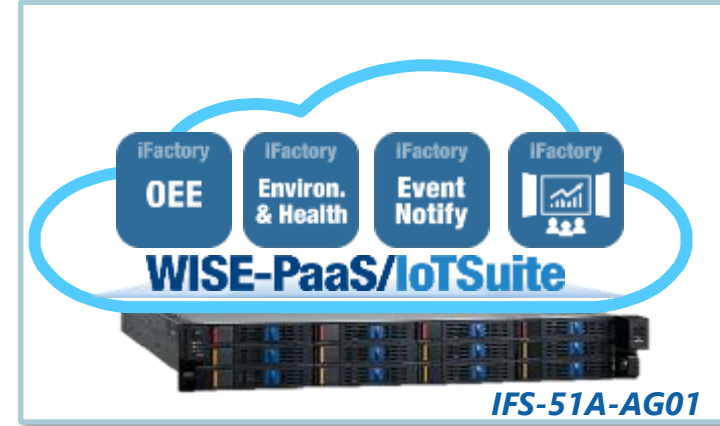 iFactory
OEE
iFactory
Environ.
& Health
iFactory
Event
Notify
iFactory
WISE-PaaS/IoTSuite
IFS-51A-AG01